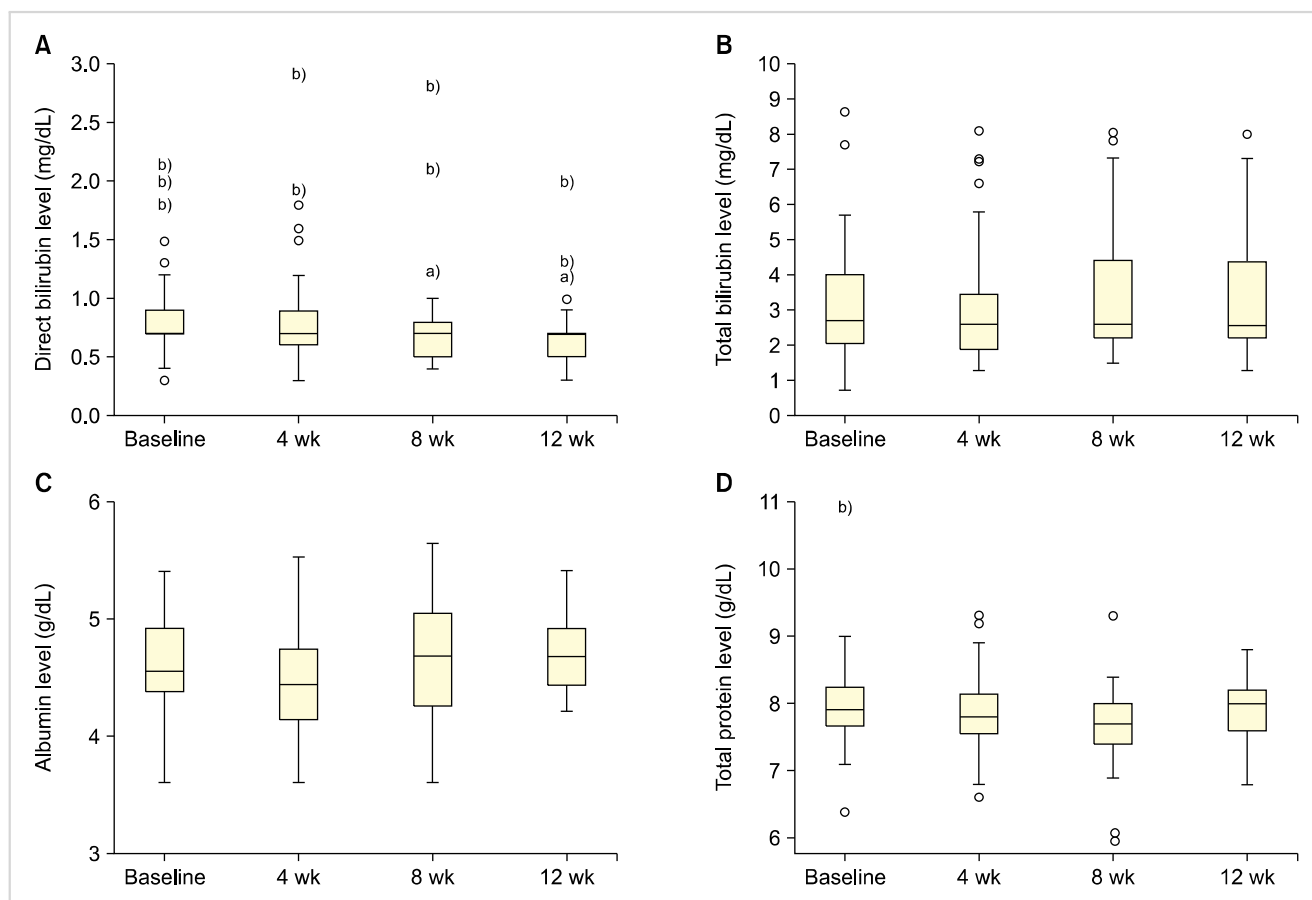 A
Direct bilirubin level (mg/dL)
3.0
2.5
2.0
1.5
1.0
0.5
0.0
b)
b)
b)
b)
b)
b)
b)
a)
b)
b)
a)
Baseline 4 wk 8 wk 12 wk
B
Total bilirubin level (mg/dL)
10
9
8
7
6
5
4
3
2
1
0
Baseline 4 wk 8 wk 12 wk
C
Albumin level (g/dL)
6
5
4
3
Baseline 4 wk 8 wk 12 wk
D
Total protein level (g/dL)
11
10
9
8
7
6
b)
Baseline 4 wk 8 wk 12 wk